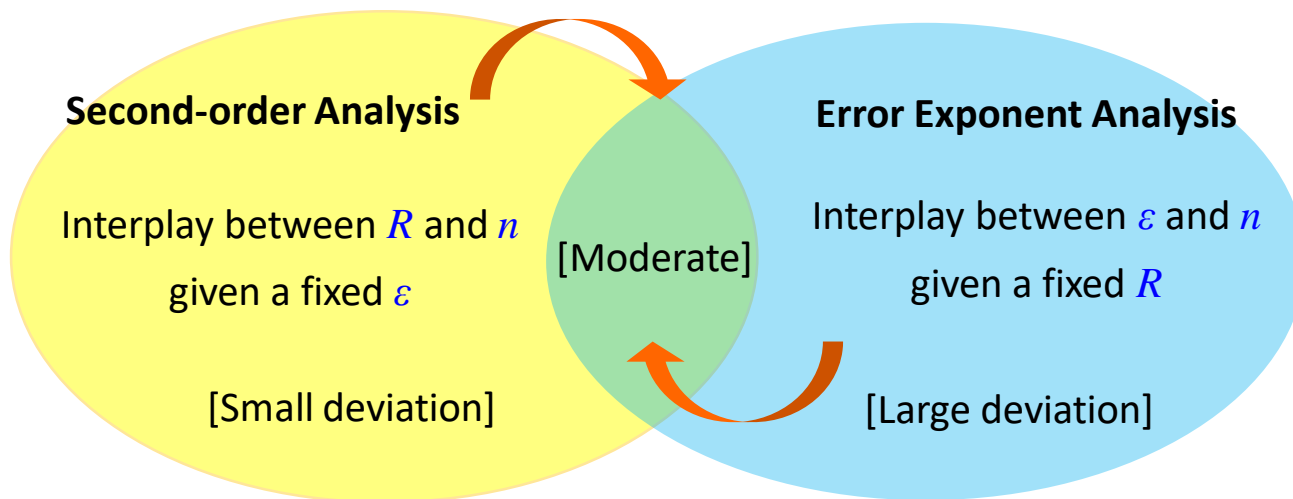 Second-order Analysis
Interplay between R and n
given a fixed ε
[Small deviation]
[Moderate]
Error Exponent Analysis
Interplay between ε and n
given a fixed R
[Large deviation]